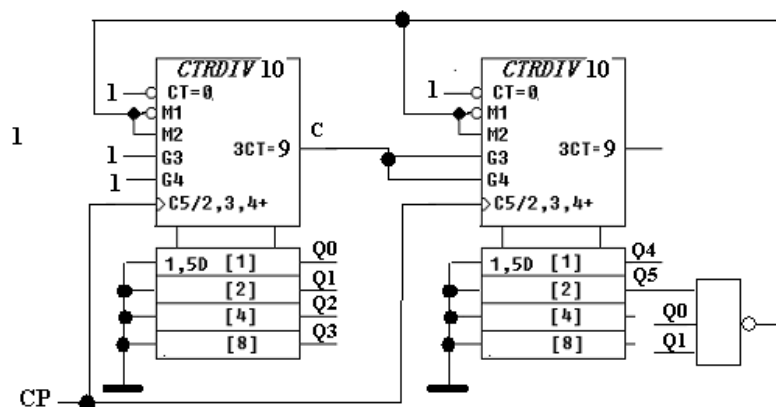 CTRDIV 10
1 CT=0
M1
1
M2
C
1 G3 3CT=9
1 G4
C5/2,3,4+
1,5D [1] Q0
[2] Q1
[4] Q2
[8] Q3
CTRDIV 10
1 CT=0
M1
M2
G3 3CT=9
G4
C5/2,3,4+
1,5D [1] Q4
[2] Q5
[4]
[8]
Q0
Q1
CP